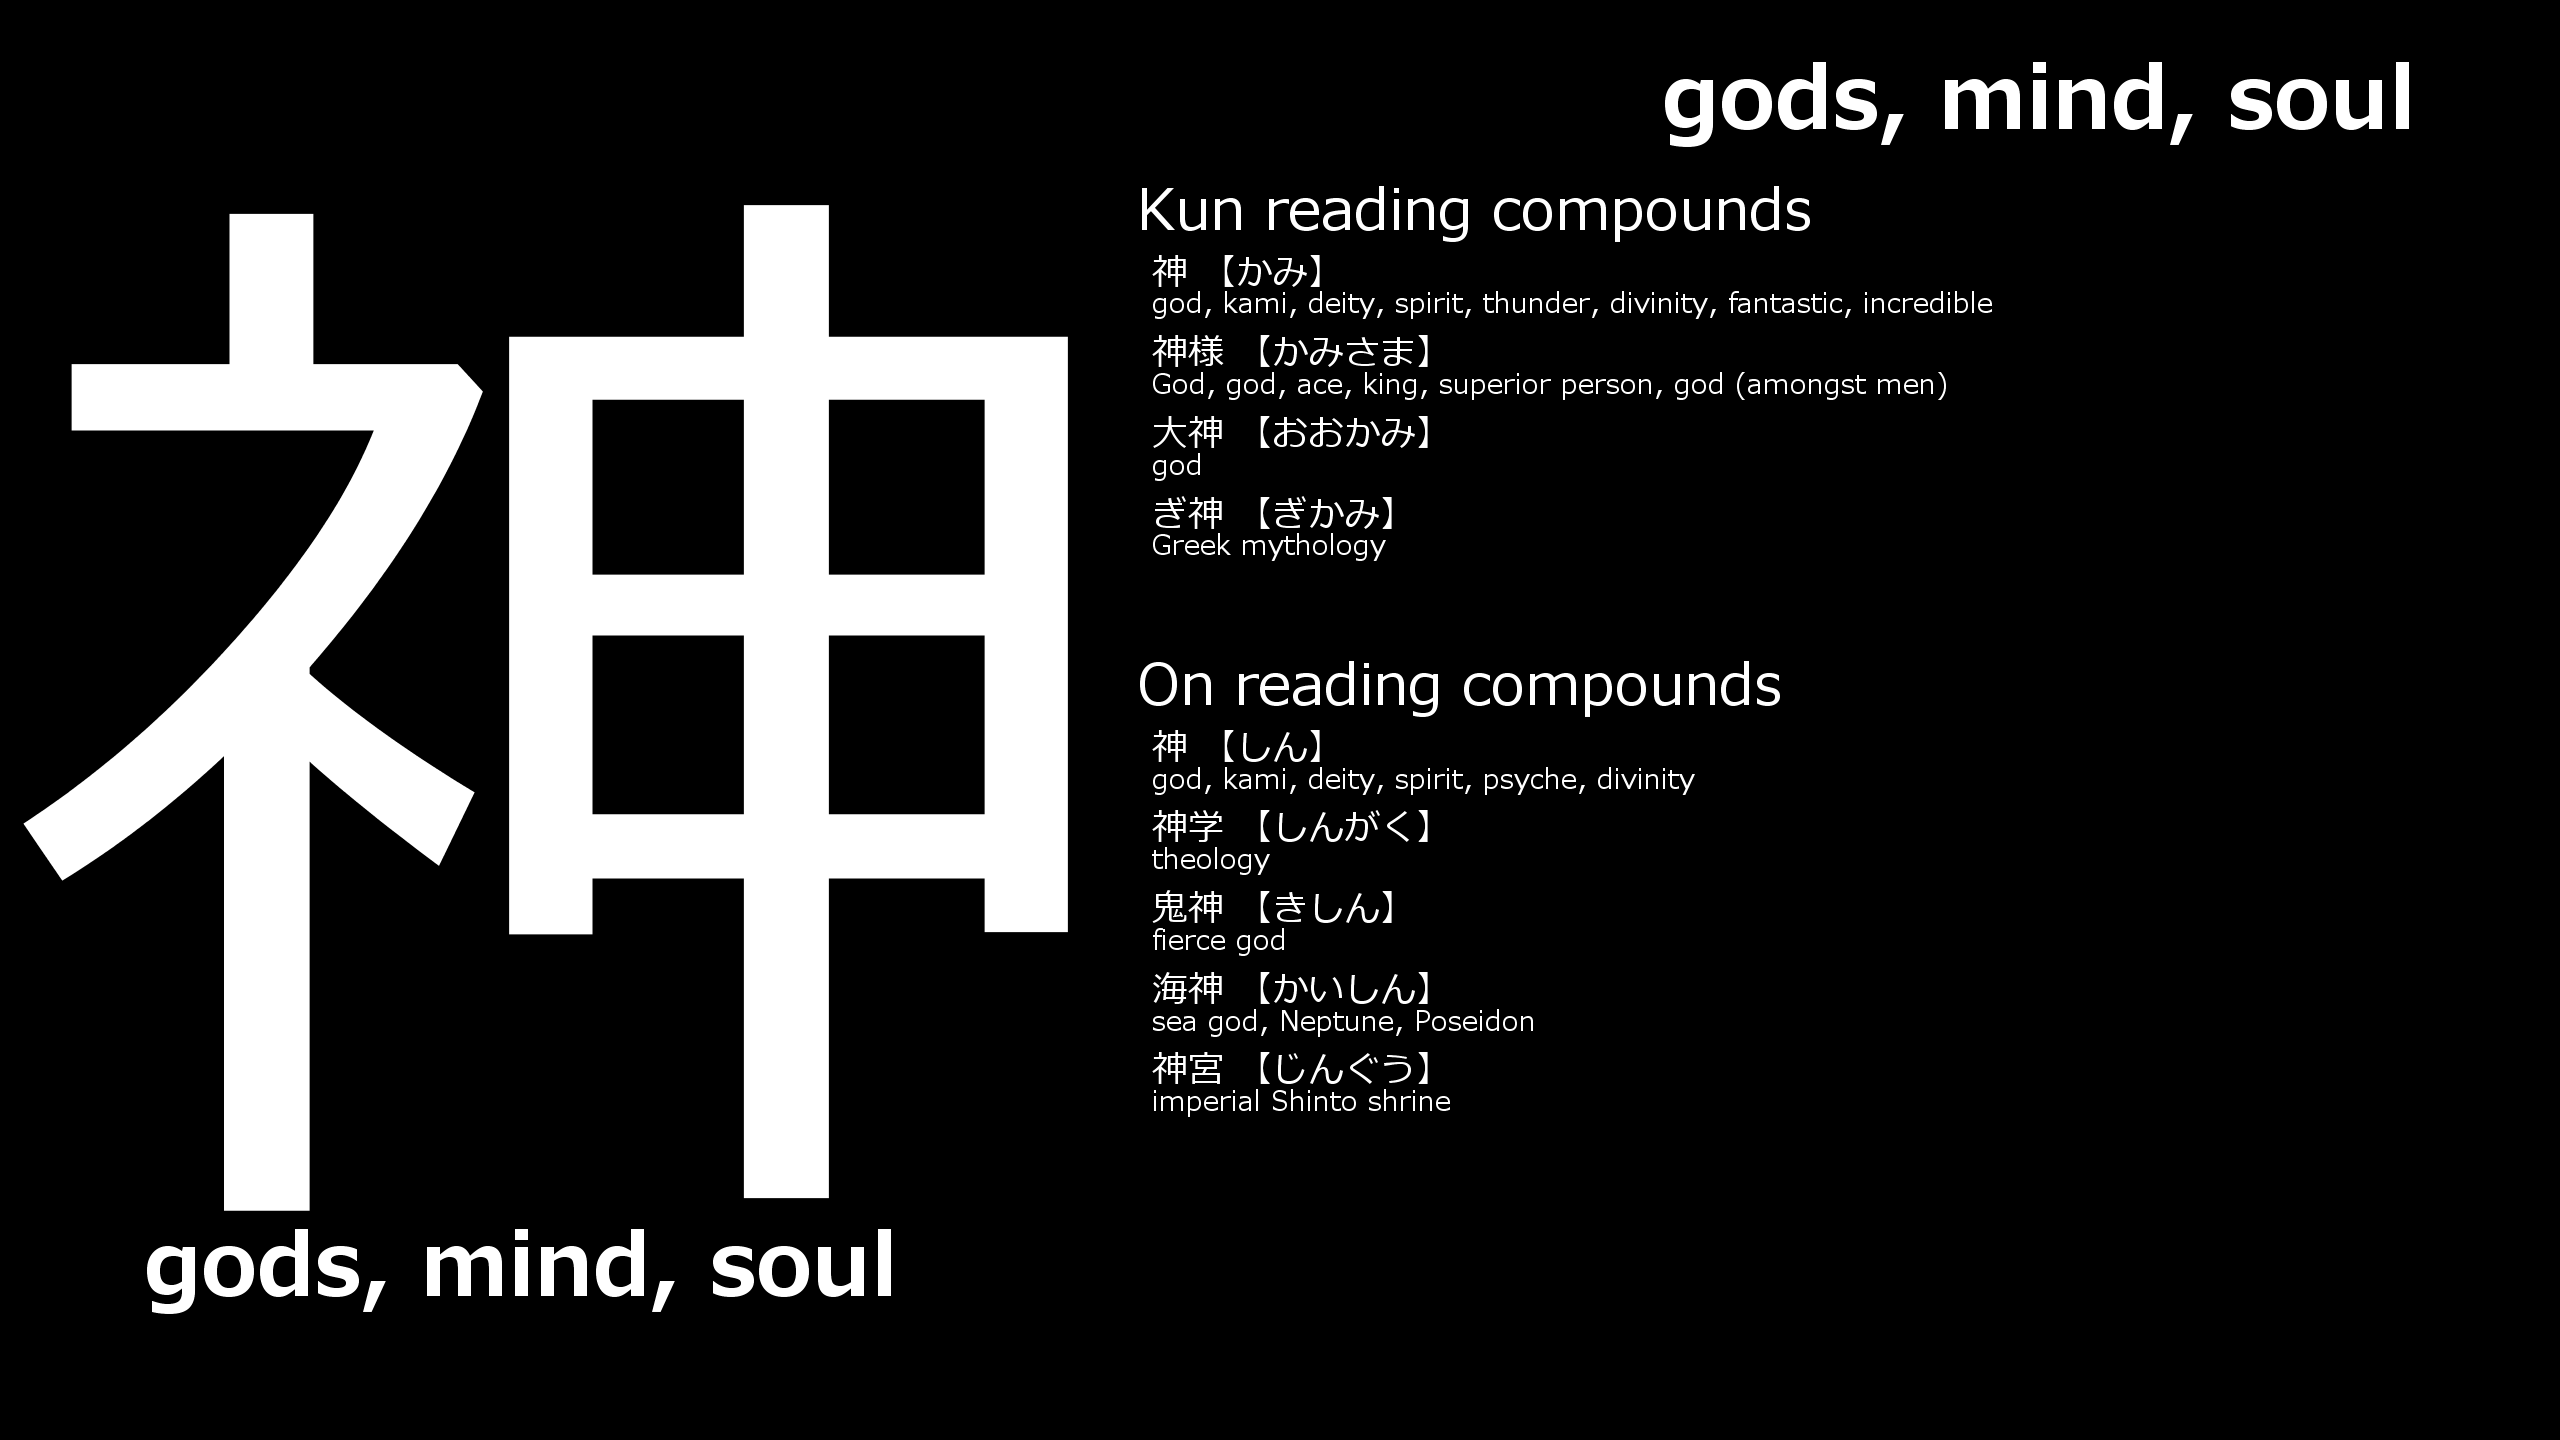 gods, mind, soul
神
gods, mind, soul
Kun reading compounds
神 【かみ】
god, kami, deity, spirit, thunder, divinity, fantastic, incredible
神様 【かみさま】
God, god, ace, king, superior person, god (amongst men)
大神 【おおかみ】
god
ぎ神 【ぎかみ】
Greek mythology
On reading compounds
神 【しん】
god, kami, deity, spirit, psyche, divinity
神学 【しんがく】
theology
鬼神 【きしん】
fierce god
海神 【かいしん】
sea god, Neptune, Poseidon
神宮 【じんぐう】
imperial Shinto shrine